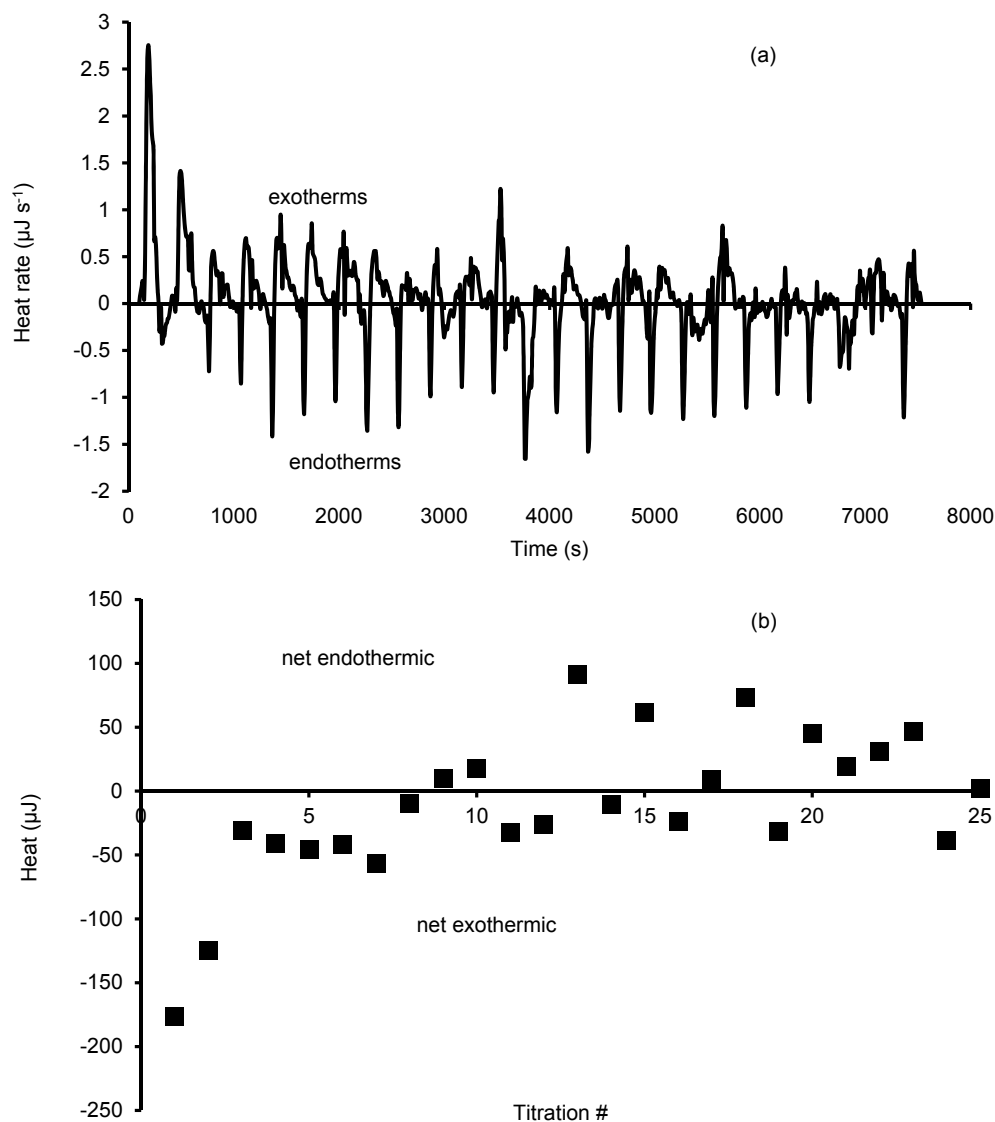 3
(a)
2.5
2
1.5
exotherms
1
0.5
0
-0.5
-1
-1.5
endotherms
-2
Heat rate (µJ s-1)
0 1000 2000 3000 4000 5000 6000 7000 8000
Time (s)
150
(b)
net endothermic
100
50
0
0 5 10 15 20 25
-50
-100
net exothermic
-150
-200
-250
Heat (µJ)
Titration #